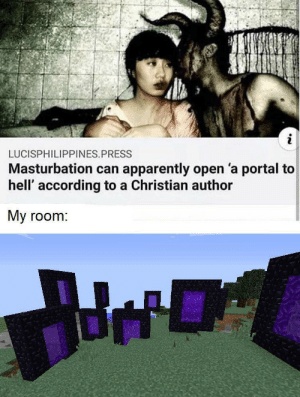 i
LUCISPHILIPPINES.PRESS
Masturbation can apparently open 'a portal to
hell' according to a Christian author
My room: